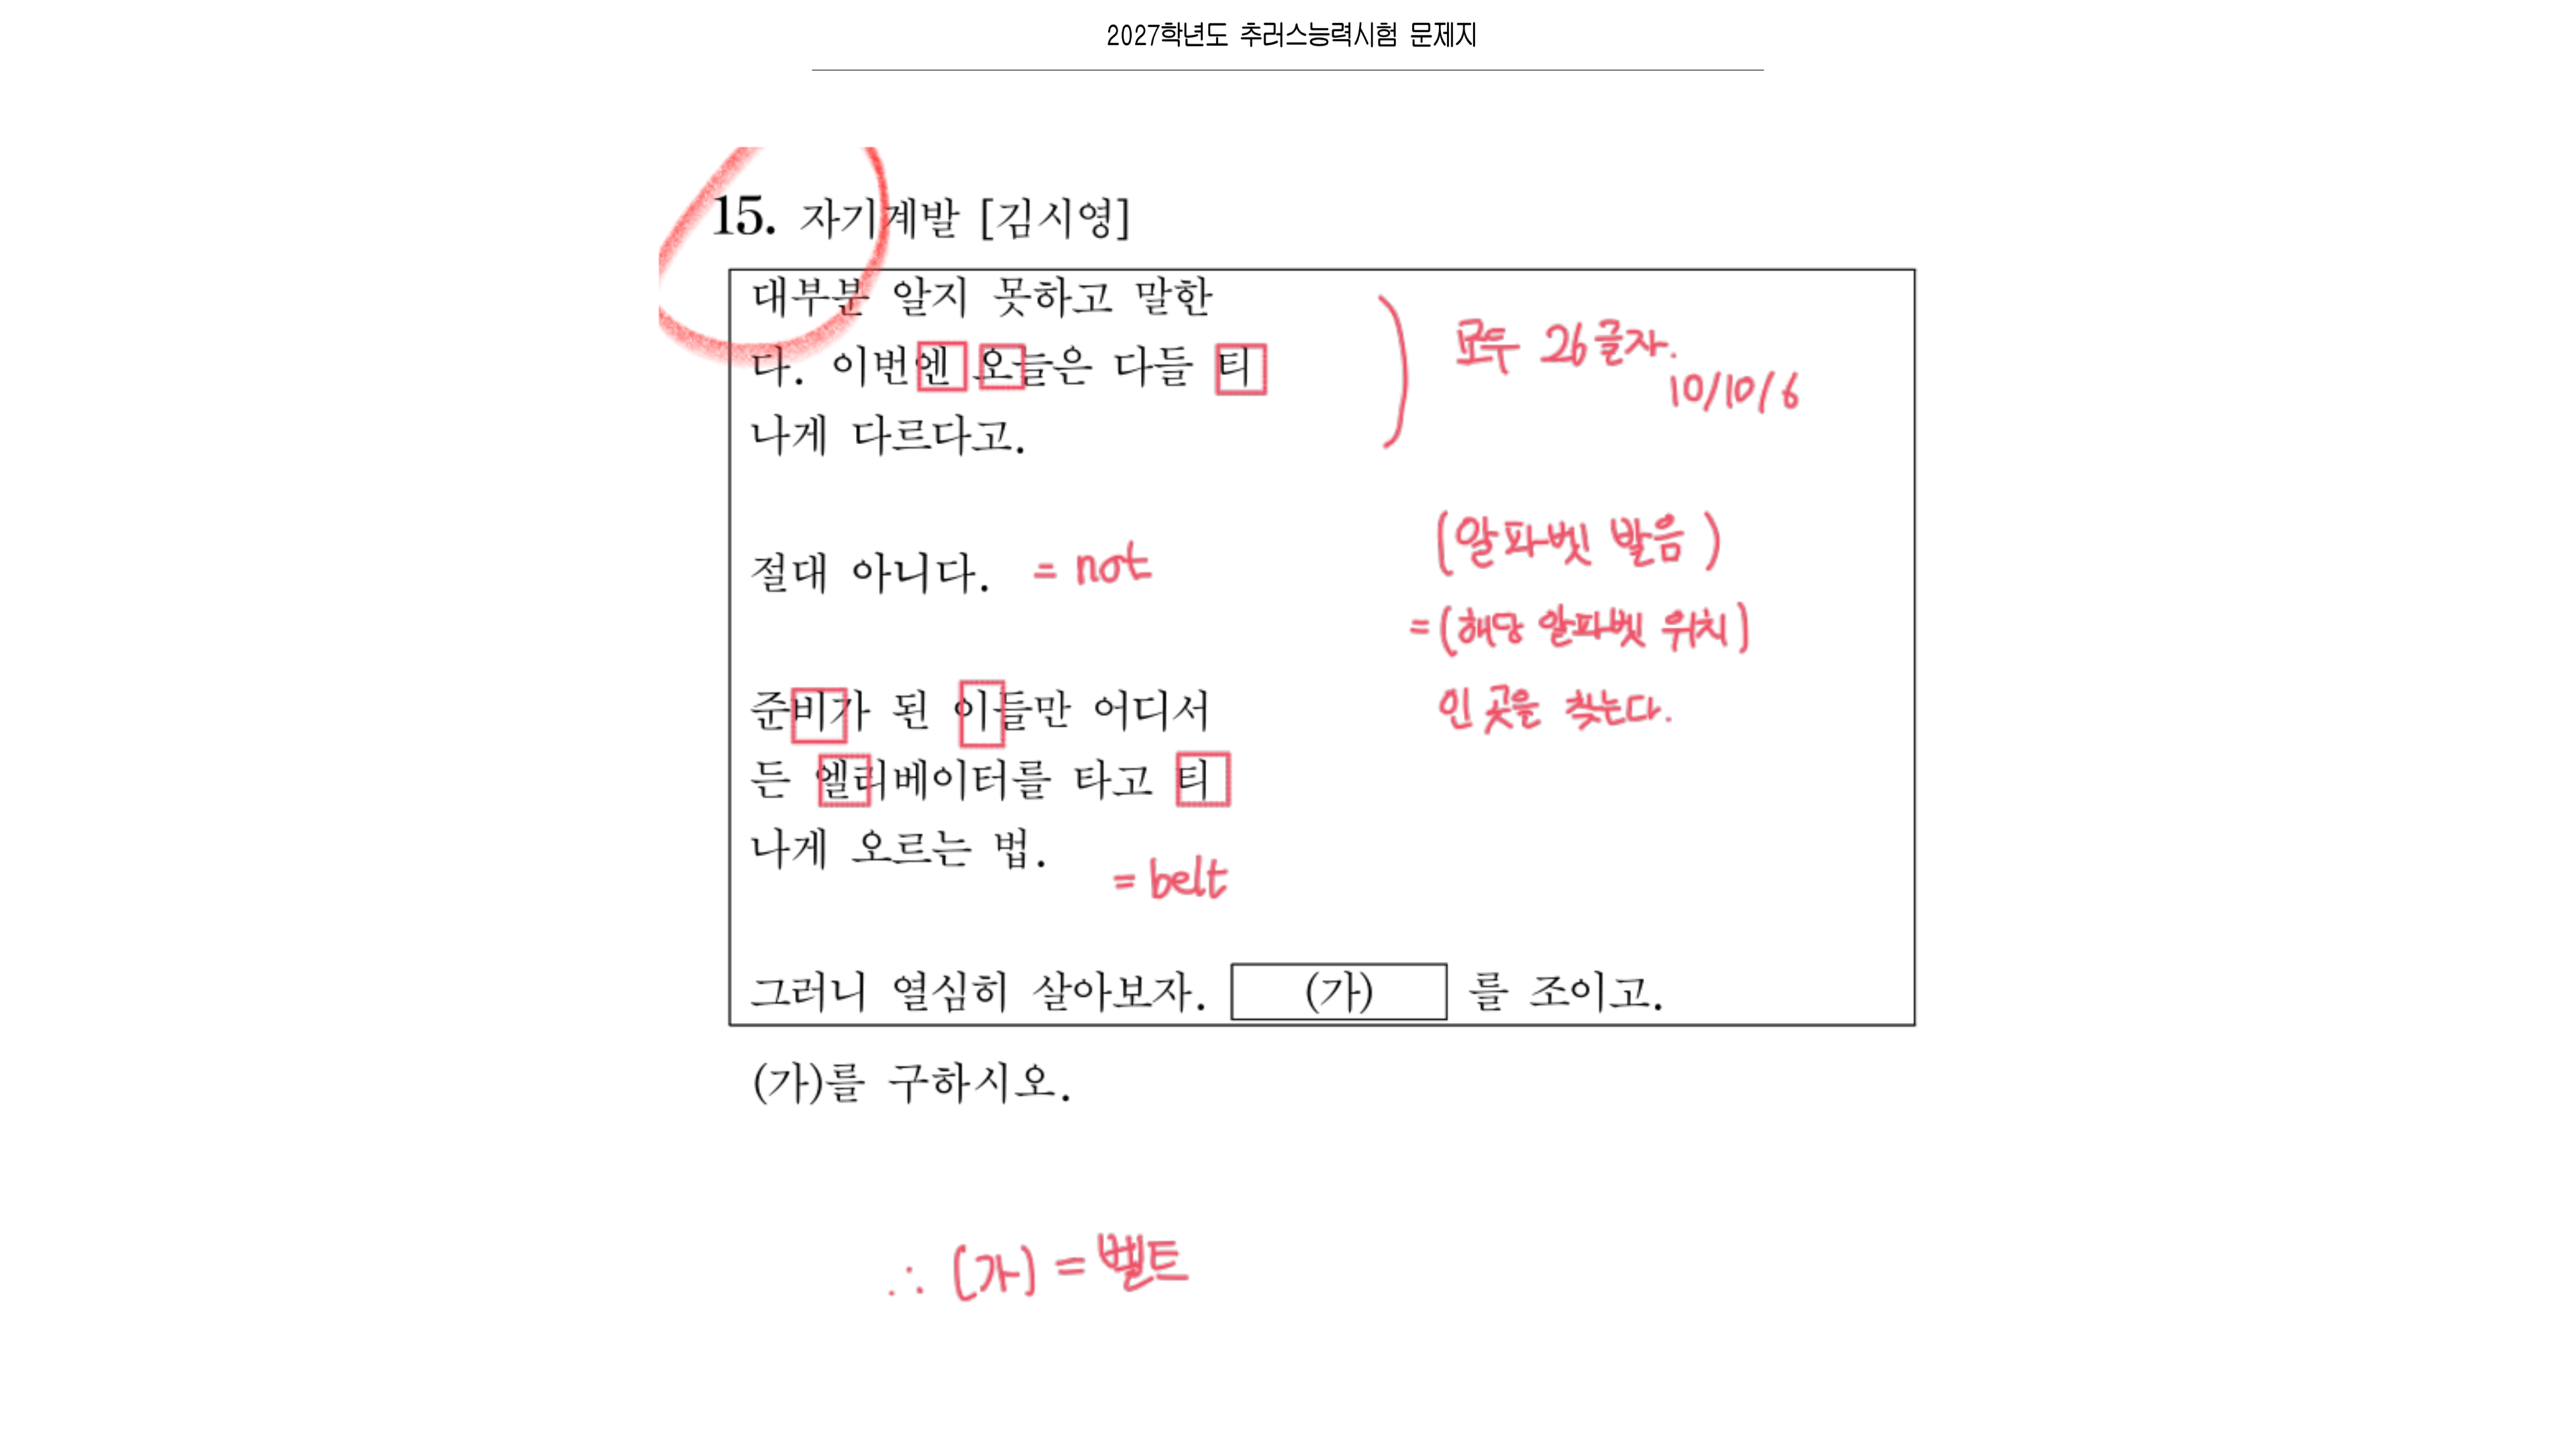 2027학년도 추러스능력시험 문제지
15. 자기계발 [김시영]
대부분 알지 못하고 말한
다. 이번엔 오늘은 다들 티
나게 다르다고.
모두 26글자.
10/10/6
절대 아니다. = not
(알파벳 발음)
=(해당 알파벳 위치)
인 곳을 찾는다.
준비가 된 이들만 어디서
든 엘리베이터를 타고 티
나게 오르는 법.
= belt
그러니 열심히 살아보자. (가) 를 조이고.
(가)를 구하시오.
∴ (가) = 벨트